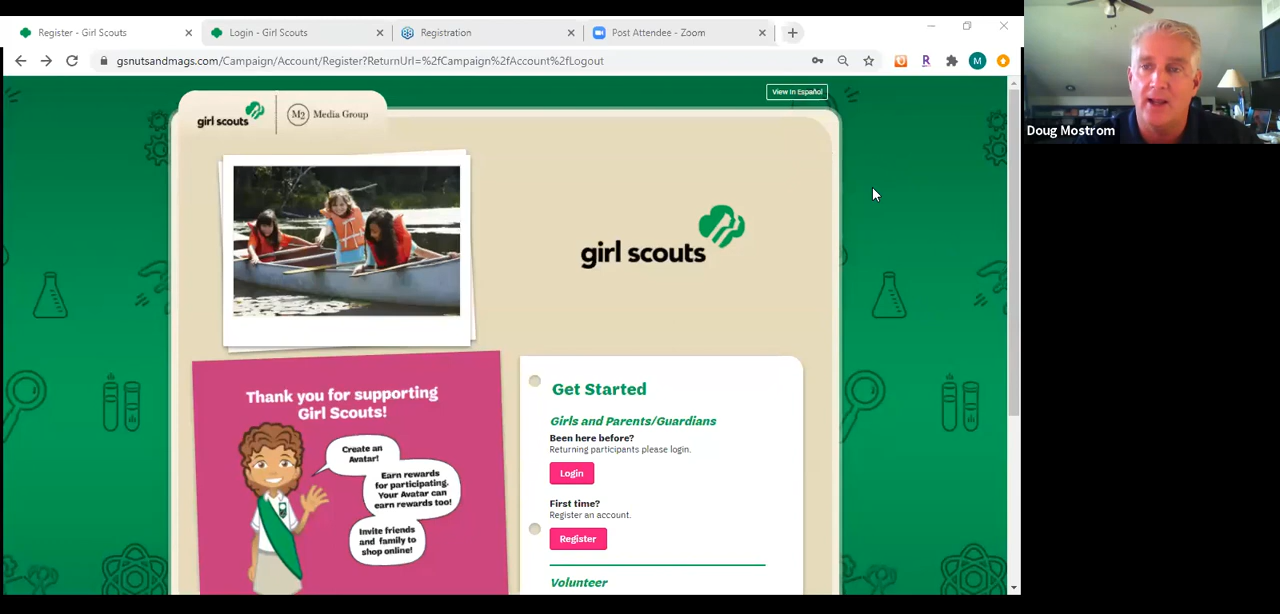 Register - Girl Scouts
Login - Girl Scouts
Registration
Post Attendee - Zoom
gsnutsandmags.com/Campaign/Account/Register?ReturnUrl=%2fCampaign%2fAccount%2fLogout
R
M
View In Español
girl scouts
M2 Media Group
Doug Mostrom
girl scouts
Thank you for supporting
Girl Scouts!
Create an
Avatar!
Earn rewards
for participating.
Your Avatar can
earn rewards too!
Invite friends
and family to
shop online!
Get Started
Girls and Parents/Guardians
Been here before?
Returning participants please login.
Login
First time?
Register an account.
Register
Volunteer